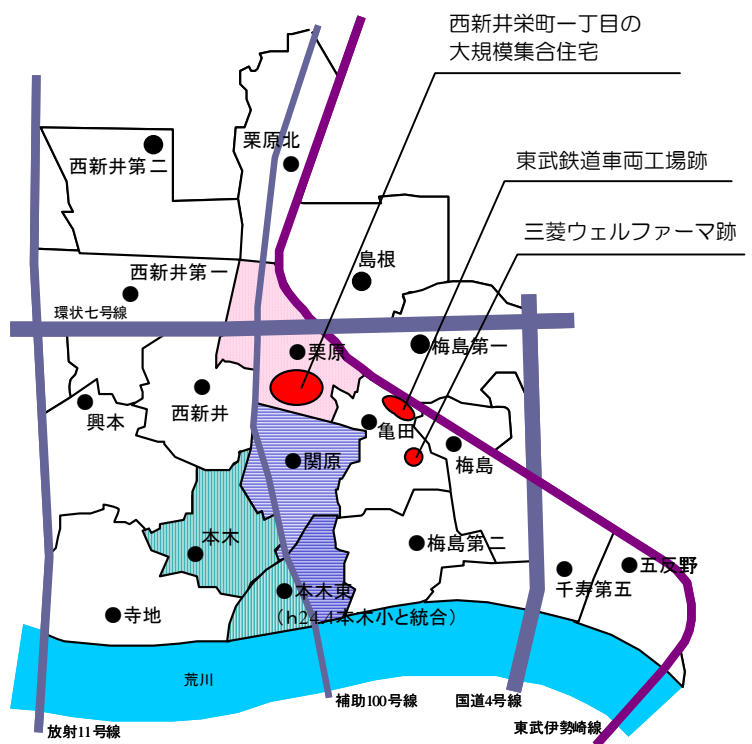 西新井栄町一丁目の
大規模集合住宅
栗原北
西新井第二
東武鉄道車両工場跡
三菱ウェルファーマ跡
島根
西新井第一
環状七号線
栗原
梅島第一
西新井
興本
亀田
関原
梅島
本木
梅島第二
千寿第五
五反野
本木東
(h24.4本木小と統合)
寺地
荒川
補助100号線
国道4号線
放射11号線
東武伊勢崎線